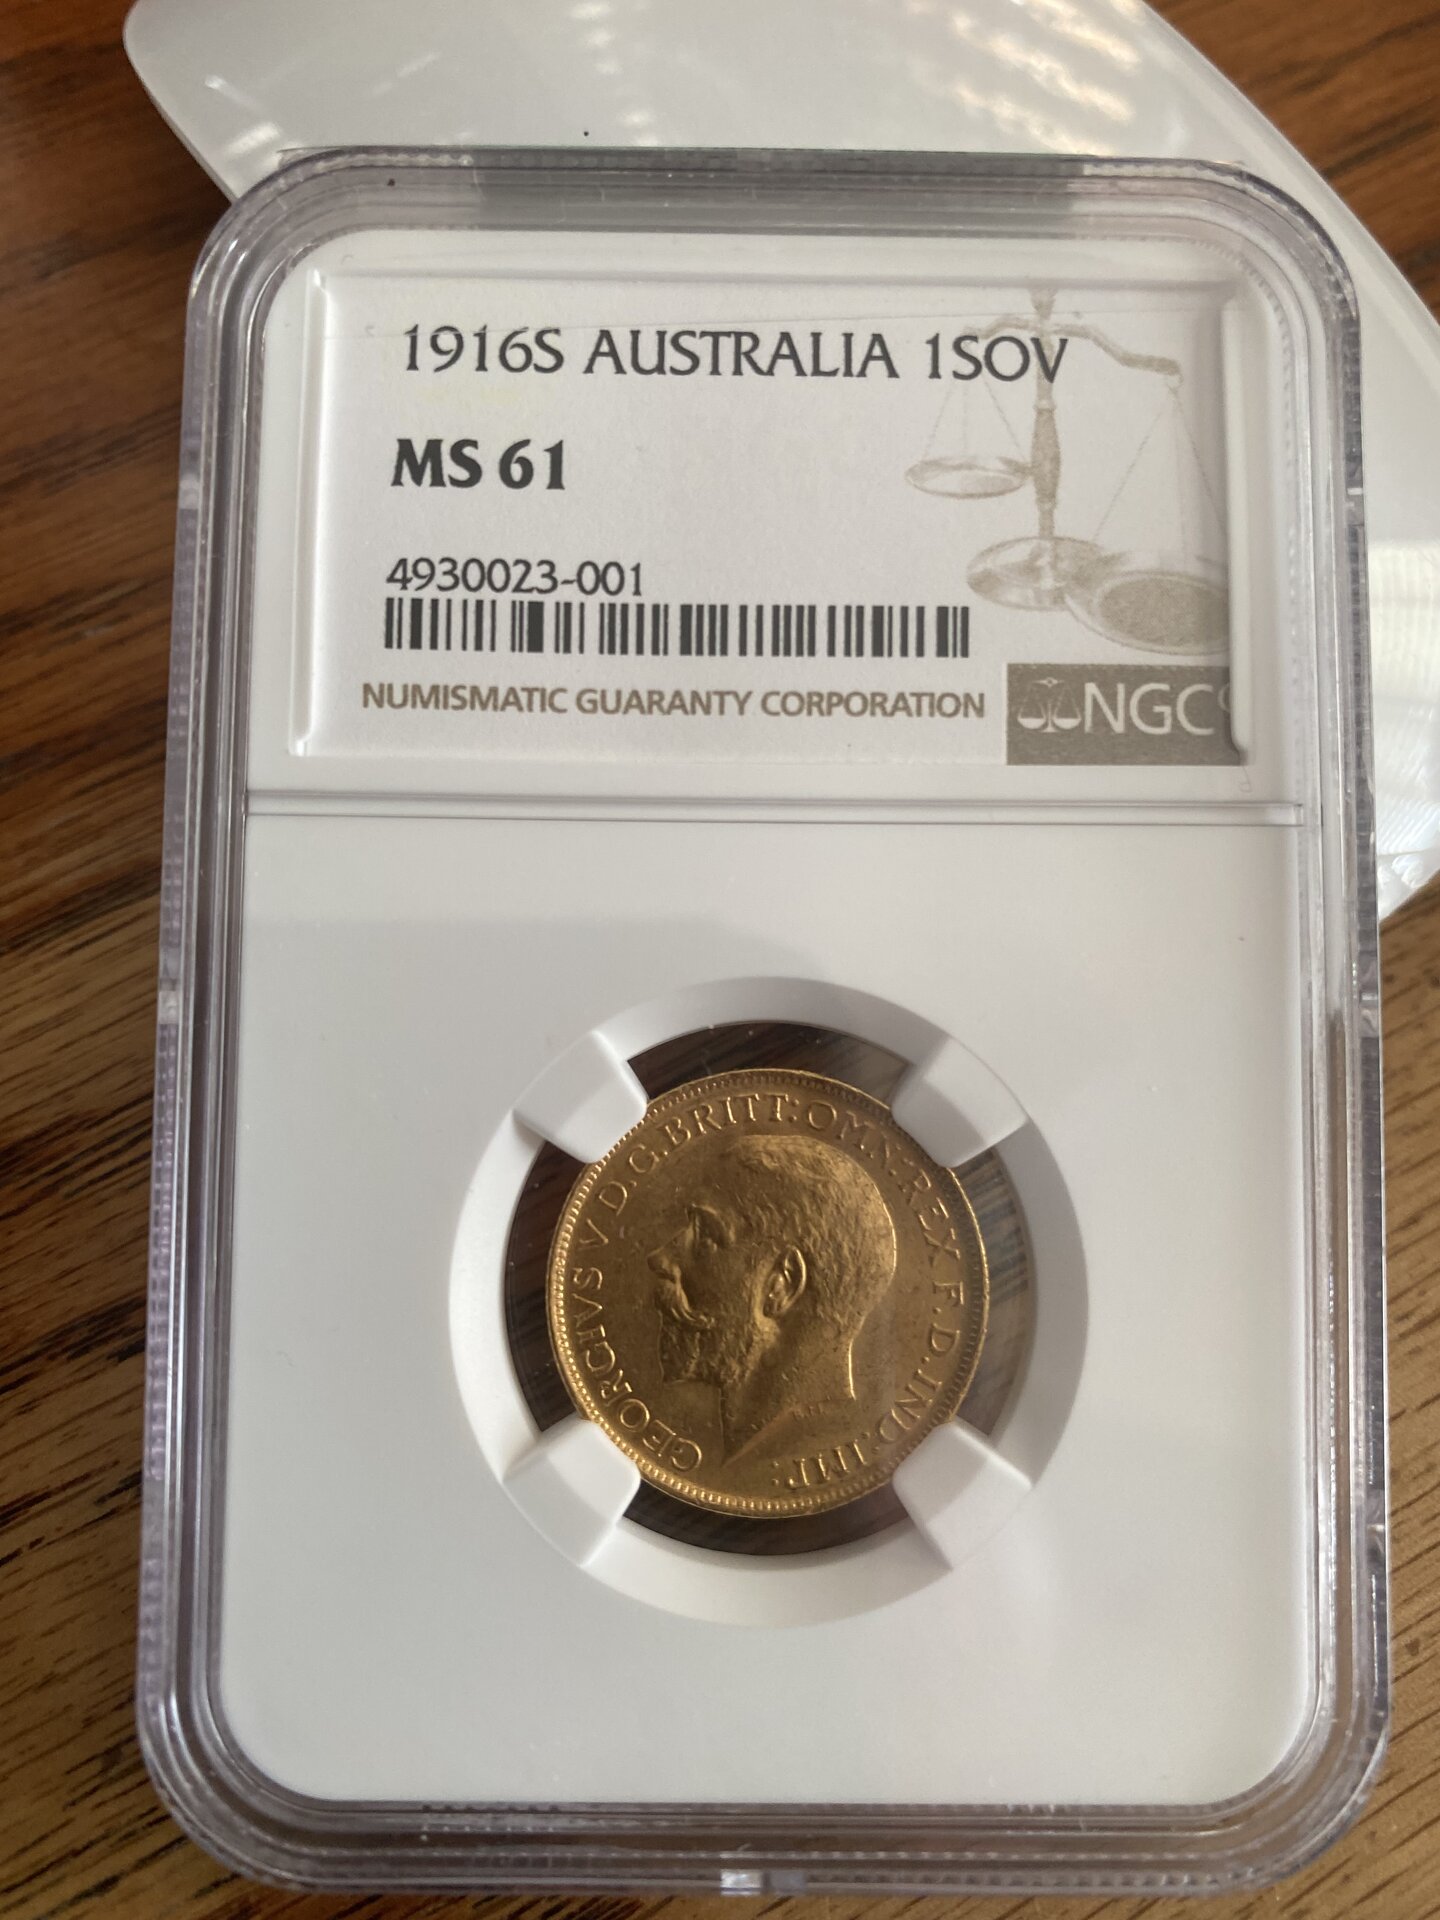 1916S AUSTRALIA 1SOV
MS 61
4930023-001
NUMISMATIC GUARANTY CORPORATION
NGC
GEORGIVS V D.G.BRITT:OMN:REX F.D.IND:IMP: